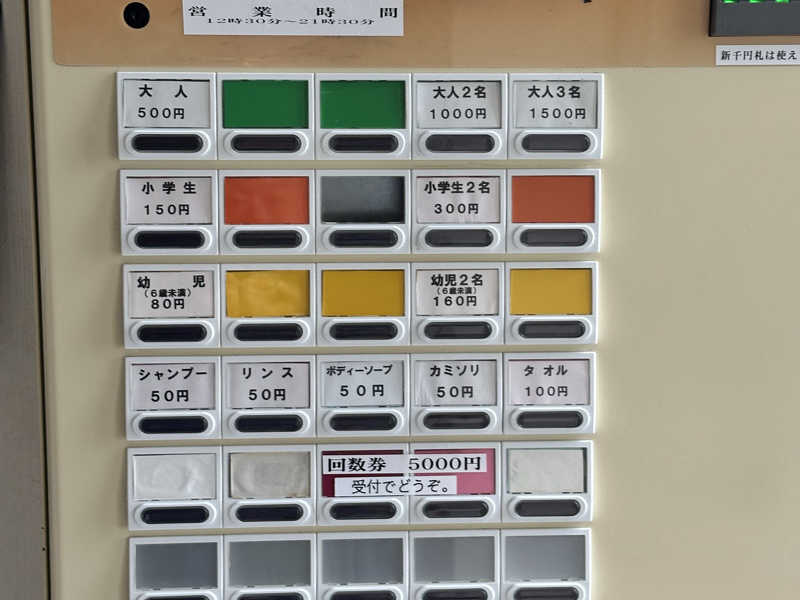 営業時間
12時30分～21時30分
新千円札は使え
大人
500円
大人2名
1000円
大人3名
1500円
小学生
150円
小学生2名
300円
幼児
(6歳未満)
80円
幼児2名
(6歳未満)
160円
シャンプー
50円
リンス
50円
ボディーソープ
50円
カミソリ
50円
タオル
100円
回数券 5000円
受付でどうぞ。